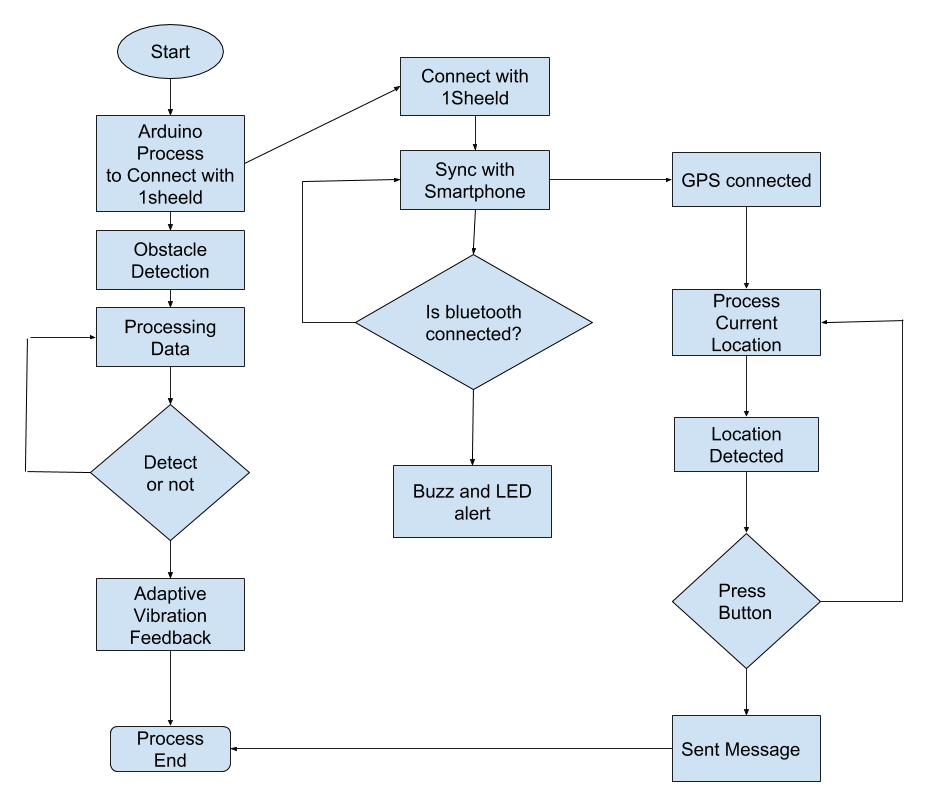 Start
Arduino
Process
to Connect with
1sheeld
Obstacle
Detection
Processing
Data
Detect
or not
Adaptive
Vibration
Feedback
Process
End
Connect with
1Sheeld
Sync with
Smartphone
Is bluetooth
connected?
Buzz and LED
alert
GPS connected
Process
Current
Location
Location
Detected
Press
Button
Sent Message